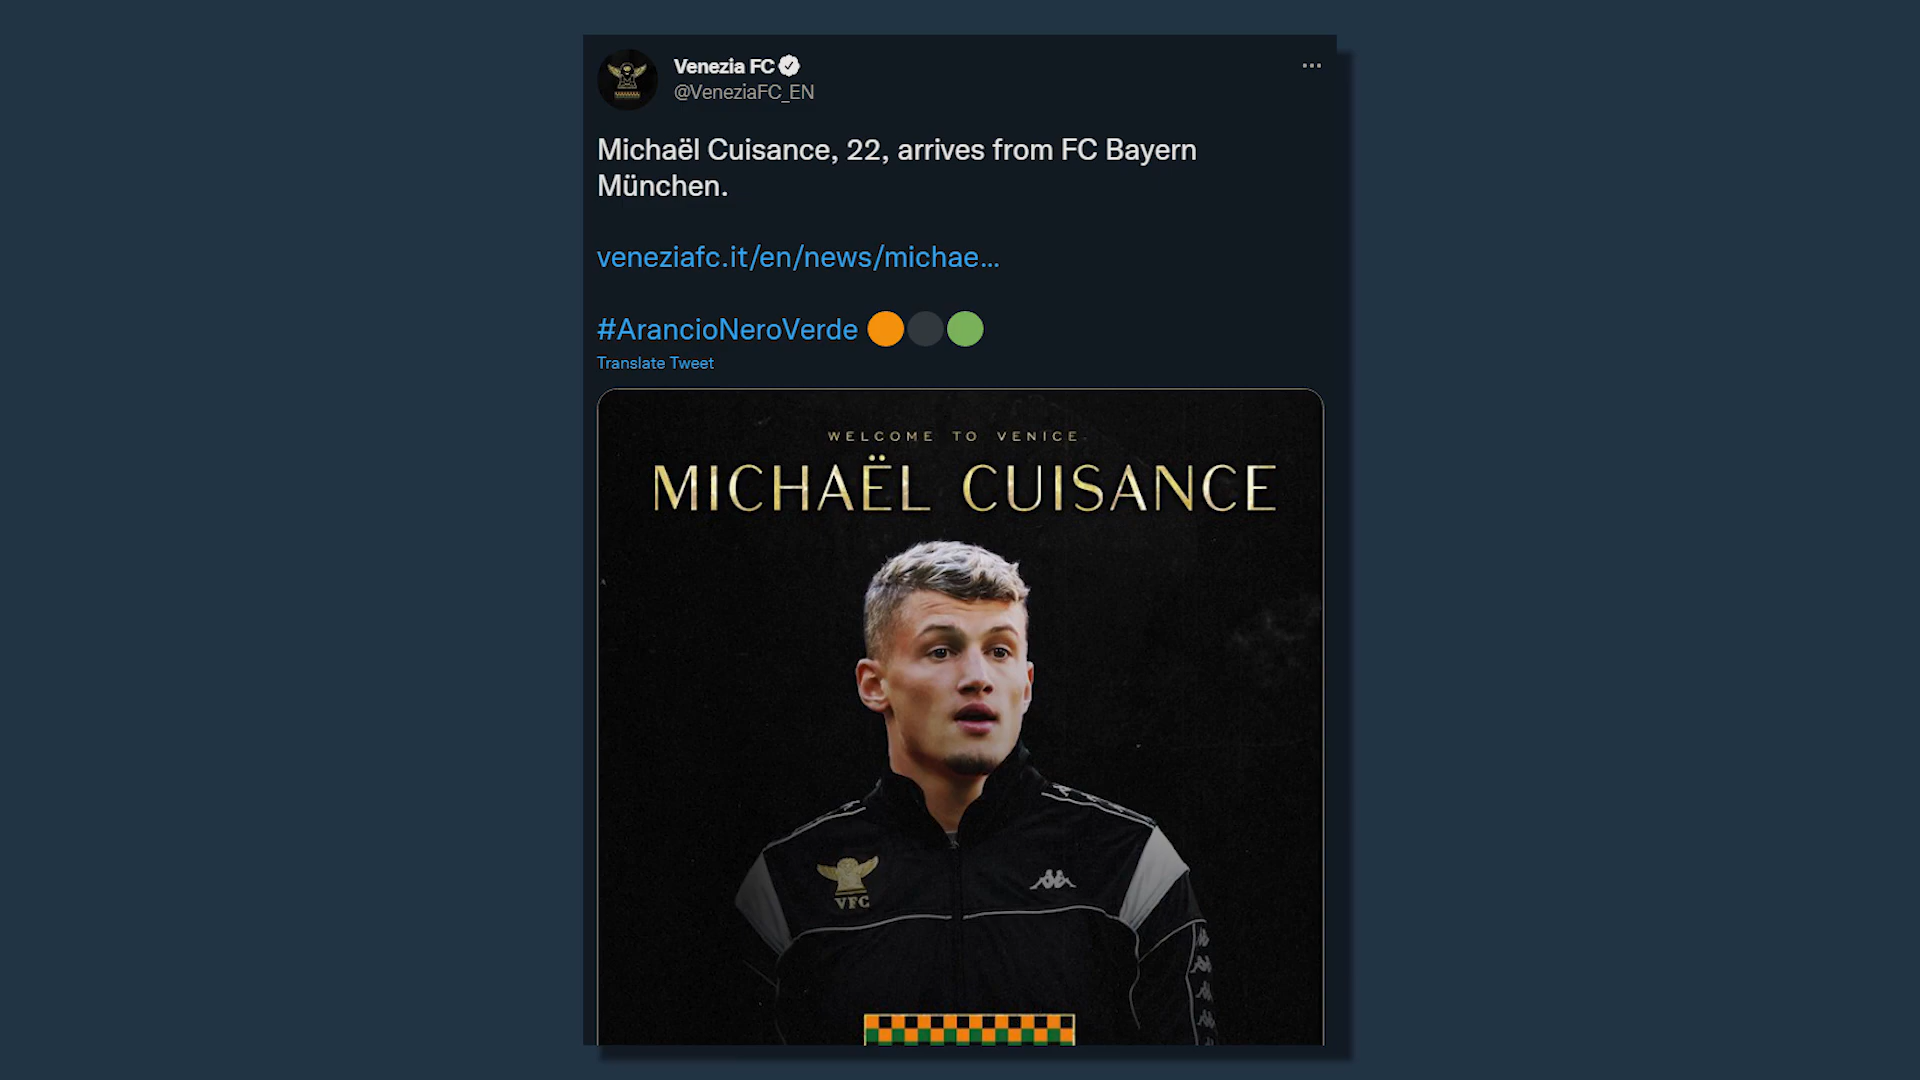 Venezia FC
@VeneziaFC_EN
Michaël Cuisance, 22, arrives from FC Bayern
München.
veneziafc.it/en/news/michae...
#ArancioNeroVerde
Translate Tweet
WELCOME TO VENICE
MICHAËL CUISANCE
VFC